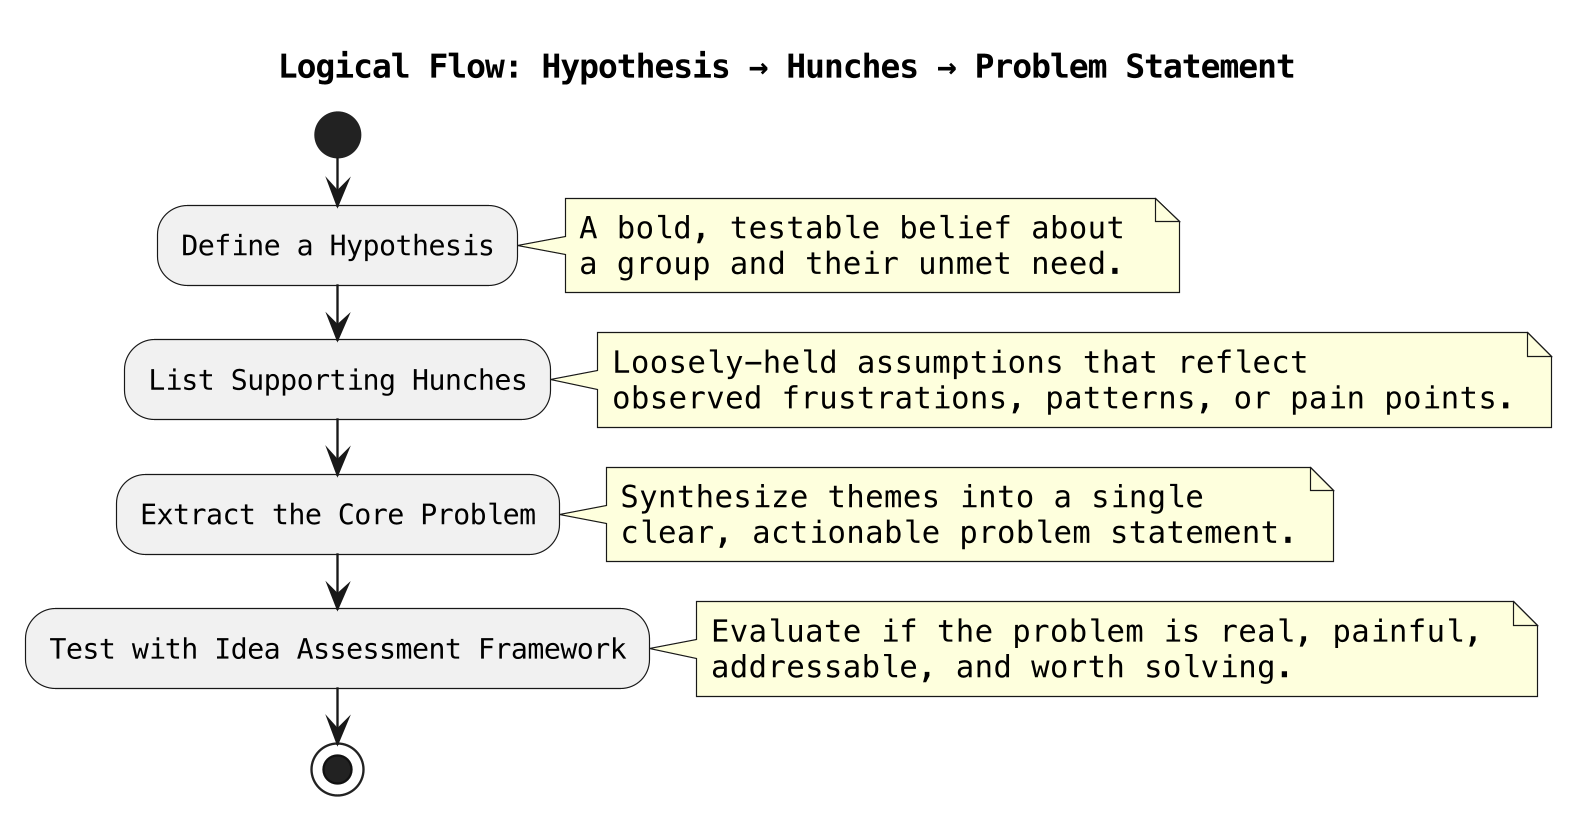 Logical Flow: Hypothesis → Hunches → Problem Statement
Define a Hypothesis
A bold, testable belief about
a group and their unmet need.
List Supporting Hunches
Loosely-held assumptions that reflect
observed frustrations, patterns, or pain points.
Extract the Core Problem
Synthesize themes into a single
clear, actionable problem statement.
Test with Idea Assessment Framework
Evaluate if the problem is real, painful,
addressable, and worth solving.